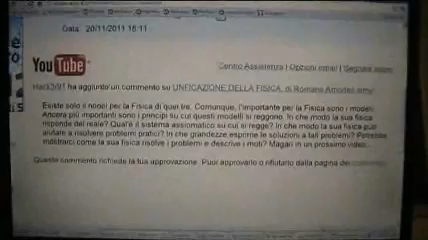 Data: 20/11/2011 16:11
YouTube
Centro Assistenza | Opzioni email | Segnala spam
ha aggiunto un commento su UNFICAZIONE DELLA FISICA, di Romano Amodeo
Esiste solo il nobel per la Fisica di quei tre. Comunque, l'importante per la Fisica sono i modelli.
Ancora più importanti sono i principi su cui questi modelli si reggono. In che modo la sua fisica
risponde del reale? Qual'è il sistema assiomatico su cui si regge? In che modo la sua fisica può
aiutare a risolvere problemi pratici? In che grandezze esprime le soluzioni a tali problemi? Potrebbe
mostrarci come la sua fisica risolve i problemi e descrive i moti? Magari in un prossimo video.
Questo commento richiede la tua approvazione. Puoi approvarlo o rifiutarlo dalla pagina dei